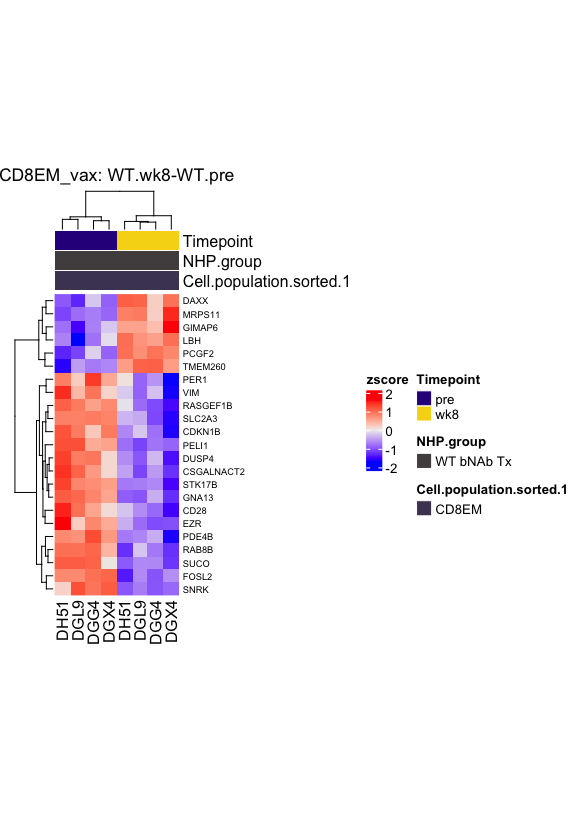 CD8EM_vax: WT.wk8-WT.pre
Timepoint
NHP.group
Cell.population.sorted.1
DAXX
MRPS11
GIMAP6
LBH
PCGF2
TMEM260
PER1
VIM
RASGEF1B
SLC2A3
CDKN1B
PELI1
DUSP4
CSGALNACT2
STK17B
GNA13
CD28
EZR
PDE4B
RAB8B
SUCO
FOSL2
SNRK
DH51
DGL9
DGG4
DGX4
DH51
DGL9
DGG4
DGX4
zscore
2
1
0
-1
-2
Timepoint
pre
wk8
NHP.group
WT bNAb Tx
Cell.population.sorted.1
CD8EM